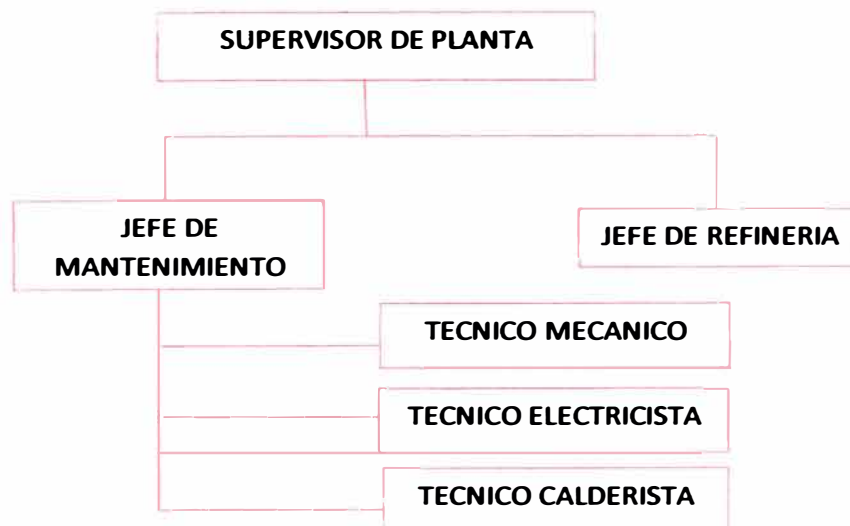 SUPERVISOR DE PLANTA
JEFE DE
MANTENIMIENTO
JEFE DE REFINERIA
TECNICO MECANICO
TECNICO ELECTRICISTA
TECNICO CALDERISTA